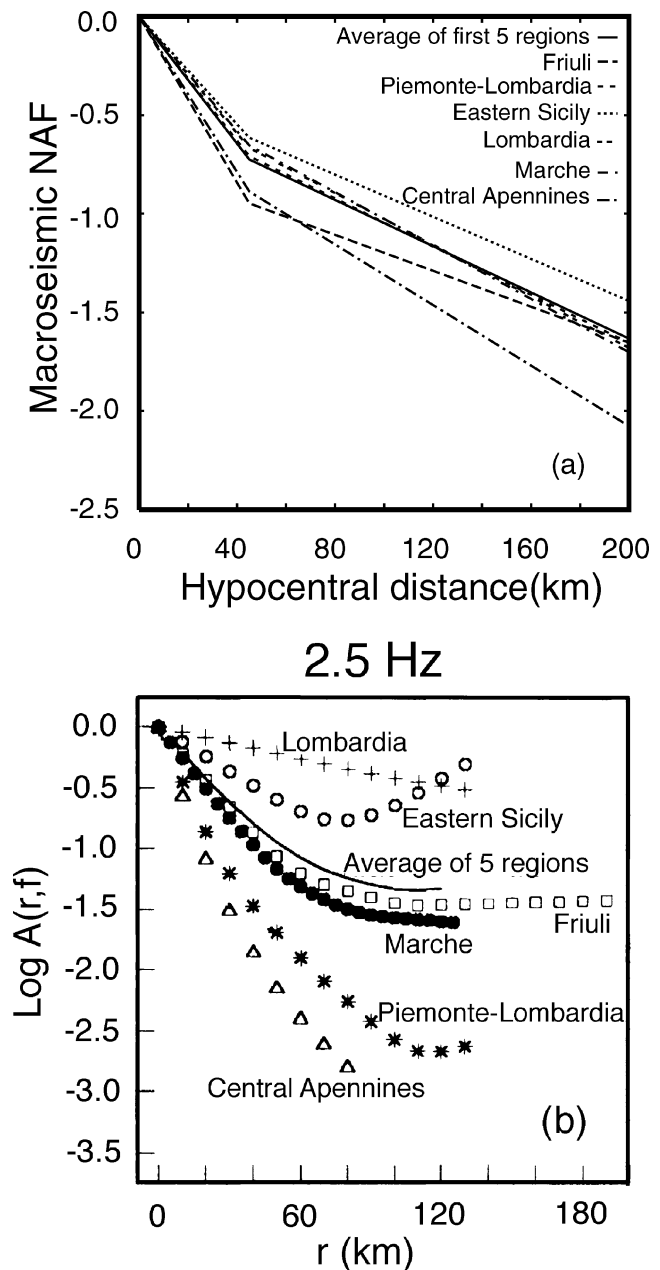 0.0
Average of first 5 regions
Friuli
Piemonte-Lombardia
-0.5
Eastern Sicily
Lombardia
Marche
-1.0
Central Apennines
Macroseismic NAF
-1.5
-2.0
(a)
-2.5
0 40 80 120 160 200
Hypocentral distance(km)
2.5 Hz
0.0
Lombardia
-0.5
Eastern Sicily
-1.0
Average of 5 regions
-1.5
Friuli
Marche
Log A(r,f)
-2.0
Piemonte-Lombardia
-2.5
Central Apennines
-3.0
(b)
-3.5
0 60 120 180
r (km)